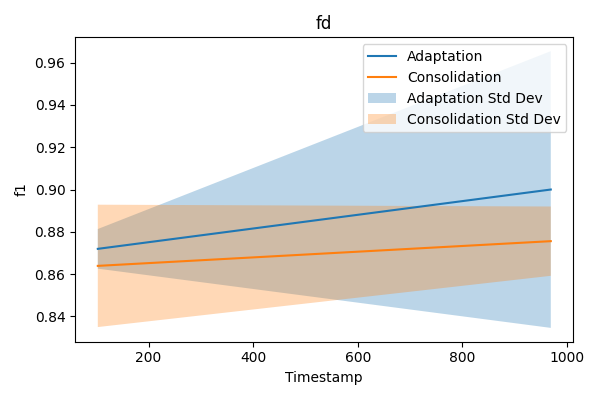 fd
Adaptation
Consolidation
Adaptation Std Dev
Consolidation Std Dev
f1
0.96
0.94
0.92
0.90
0.88
0.86
0.84
200
400
600
800
1000
Timestamp